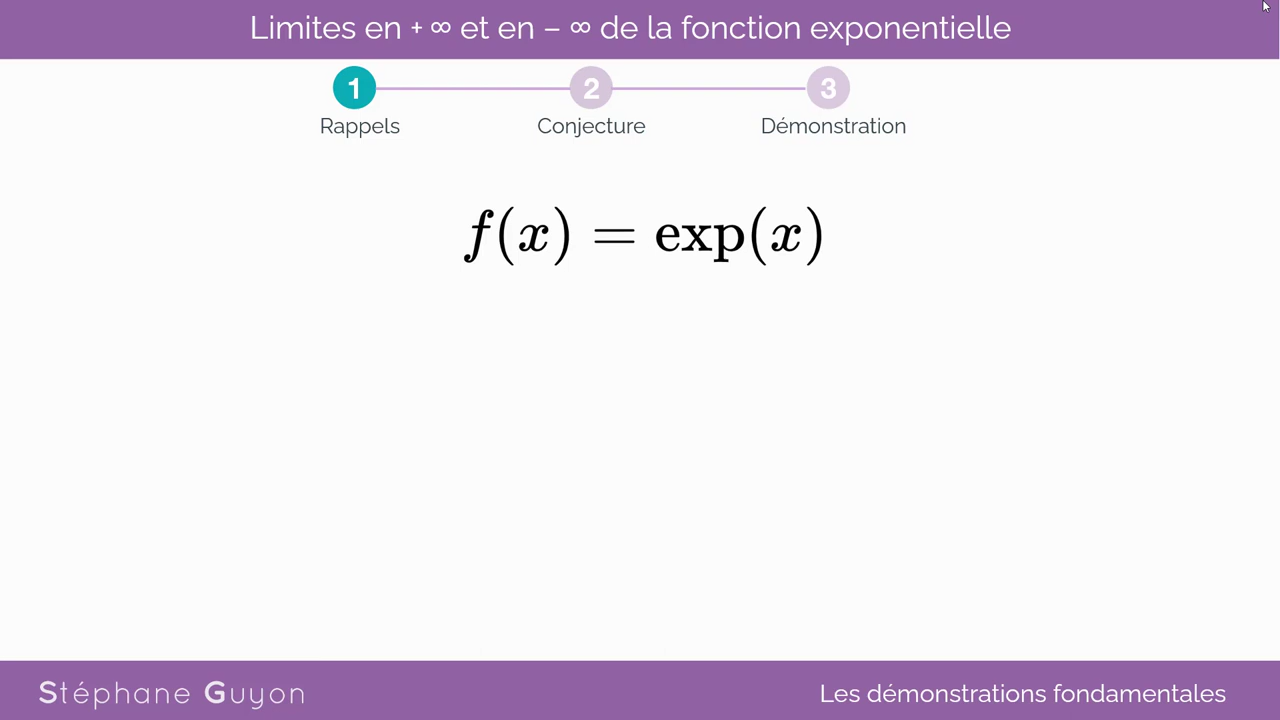 Limites en + ∞ et en – ∞ de la fonction exponentielle
1 2 3
Rappels Conjecture Démonstration
f(x) = exp(x)
Stéphane Guyon Les démonstrations fondamentales